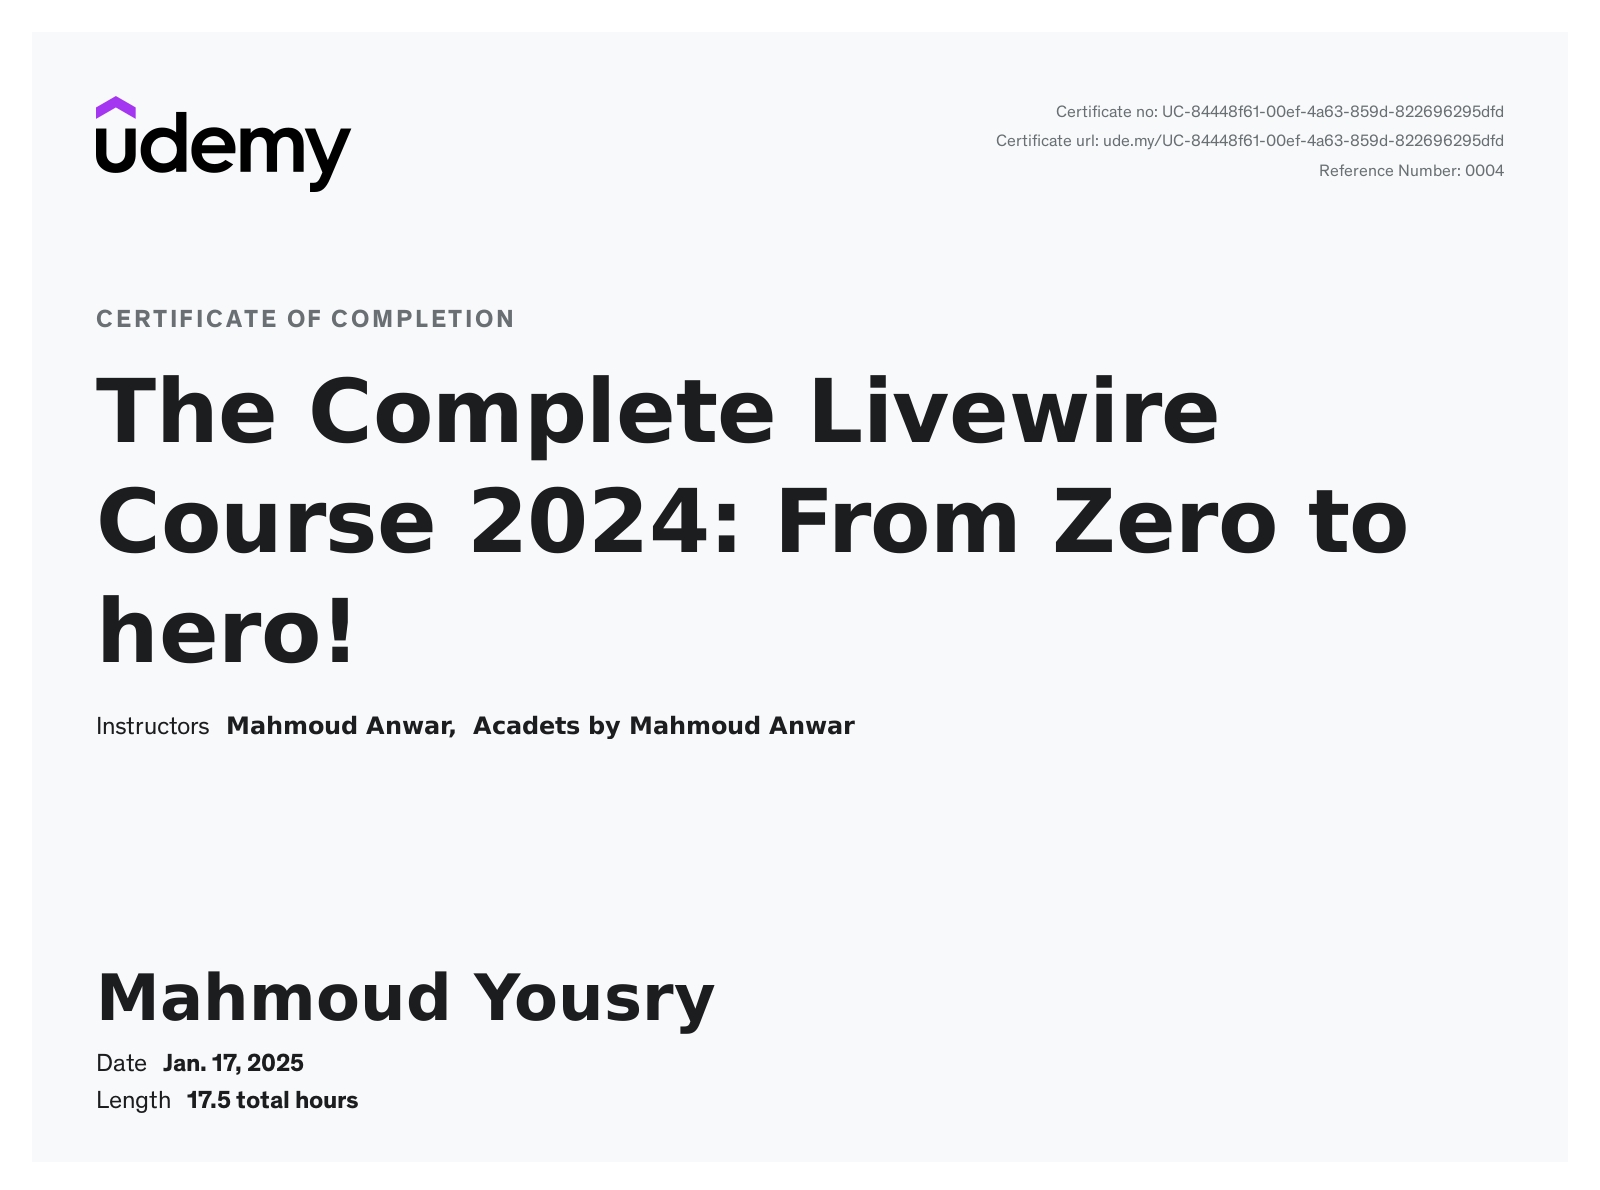 udemy
Certificate no: UC-84448f61-00ef-4a63-859d-822696295dfd
Certificate url: ude.my/UC-84448f61-00ef-4a63-859d-822696295dfd
Reference Number: 0004
CERTIFICATE OF COMPLETION
The Complete Livewire
Course 2024: From Zero to
hero!
Instructors Mahmoud Anwar, Acadets by Mahmoud Anwar
Mahmoud Yousry
Date Jan. 17, 2025
Length 17.5 total hours